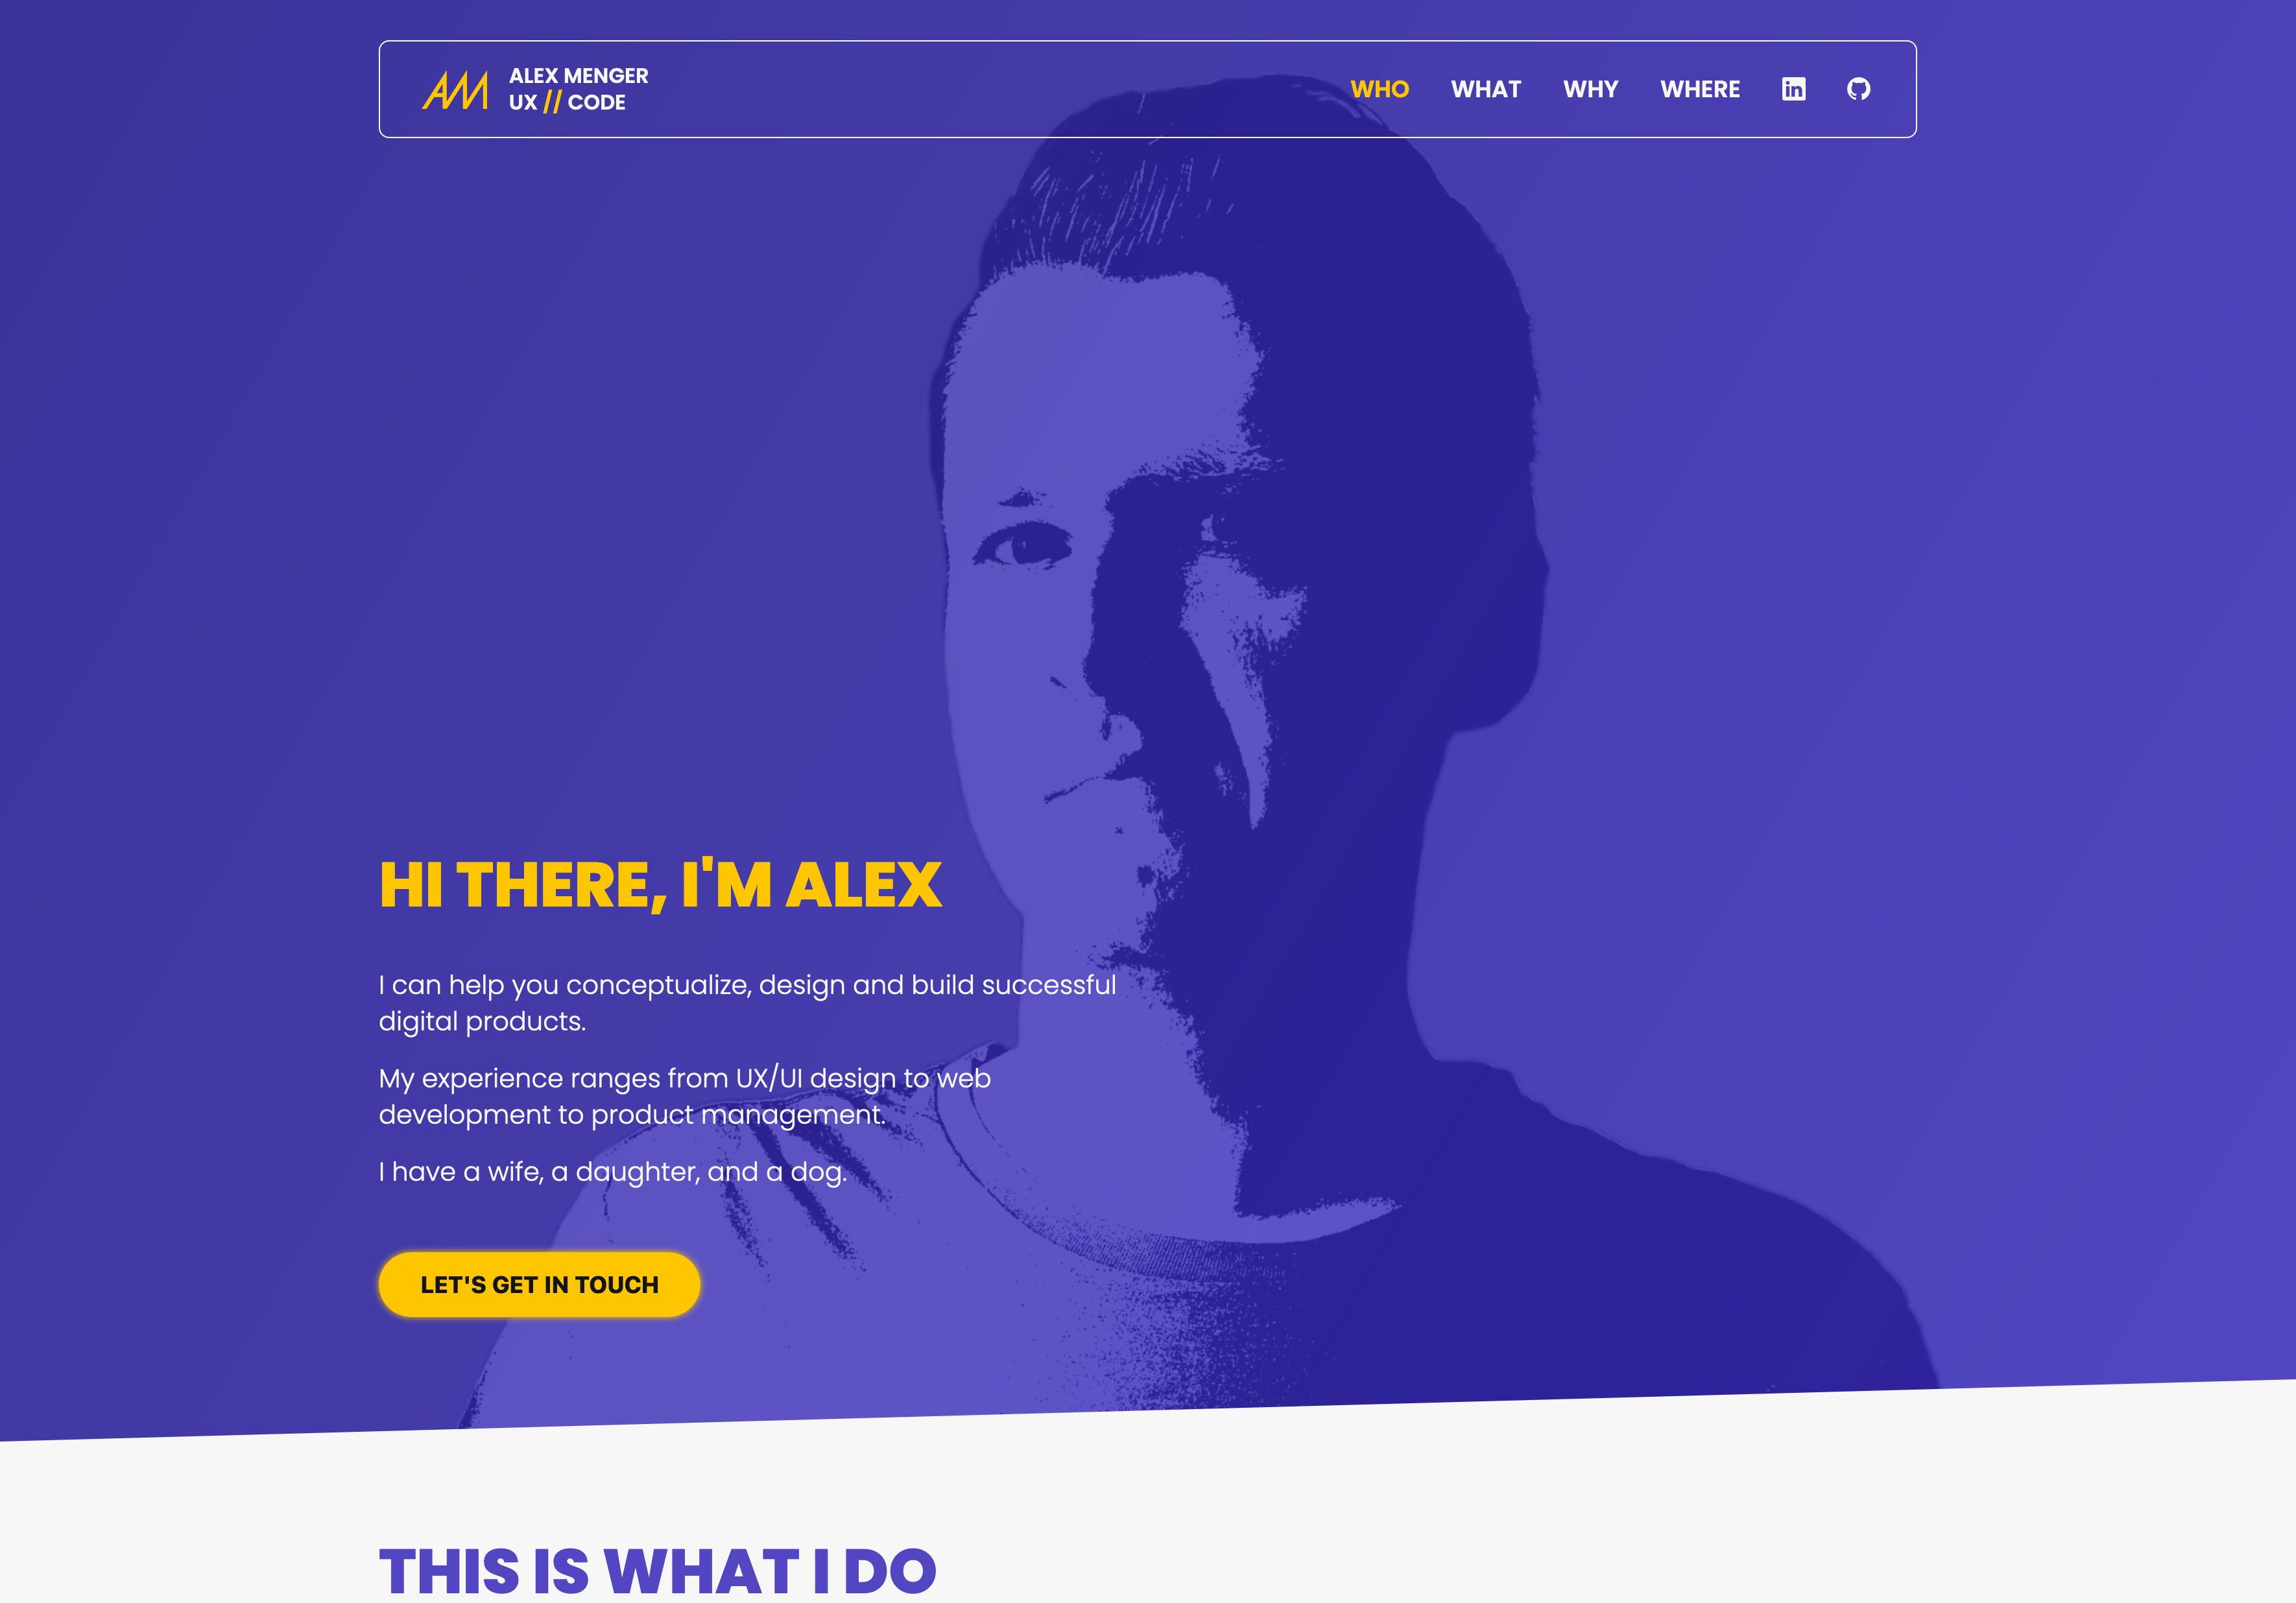 AM
ALEX MENGER
UX // CODE
WHO WHAT WHY WHERE in
HI THERE, I'M ALEX
I can help you conceptualize, design and build successful
digital products.
My experience ranges from UX/UI design to web
development to product management.
I have a wife, a daughter, and a dog.
LET'S GET IN TOUCH
THIS IS WHAT I DO